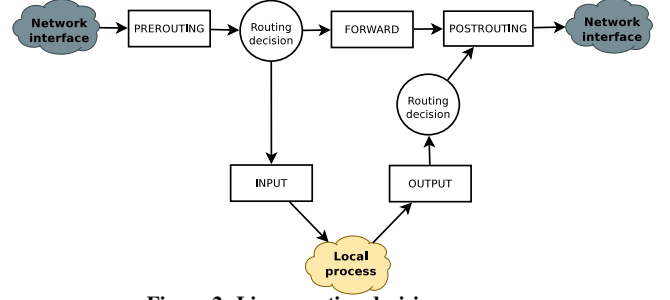 Network
interface
PREROUTING
Routing
decision
FORWARD
POSTROUTING
Network
interface
Routing
decision
INPUT
OUTPUT
Local
process